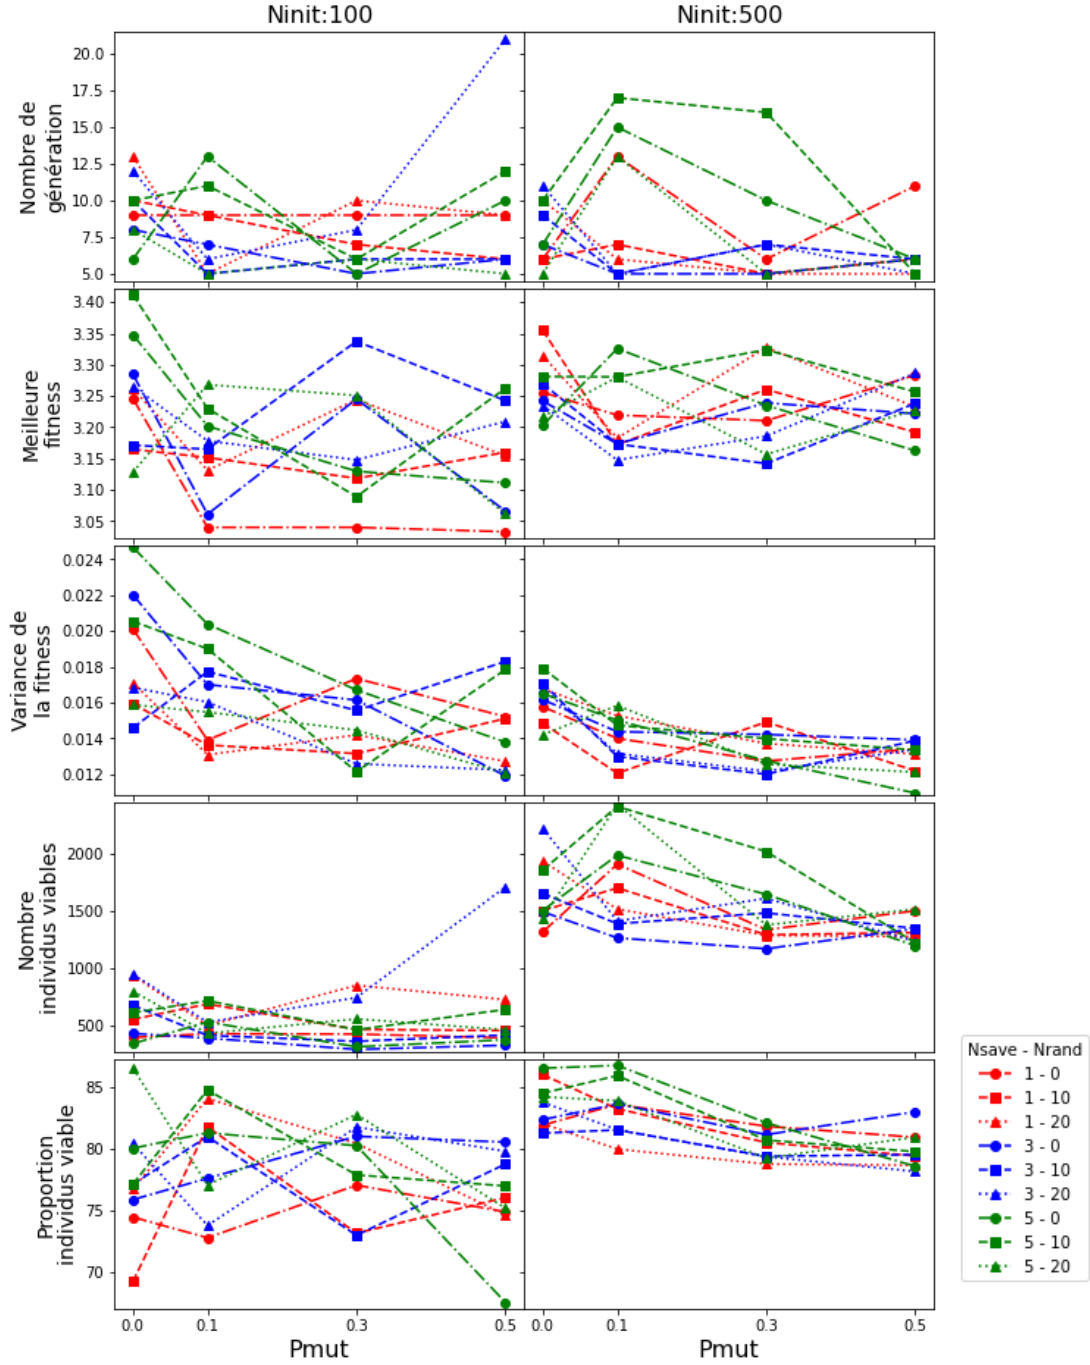 Ninit:100
Ninit:500
20.0
17.5
15.0
12.5
10.0
7.5
5.0
Nombre de
génération
3.40
3.35
3.30
3.25
3.20
3.15
3.10
3.05
Meilleure
fitness
0.024
0.022
0.020
0.018
0.016
0.014
0.012
Variance de
la fitness
2000
1500
1000
500
Nombre
individus viables
85
80
75
70
Proportion
individus viable
0.0
0.1
0.3
0.5
0.0
0.1
0.3
0.5
Pmut
Pmut
Nsave - Nrand
1 - 0
1 - 10
1 - 20
3 - 0
3 - 10
3 - 20
5 - 0
5 - 10
5 - 20